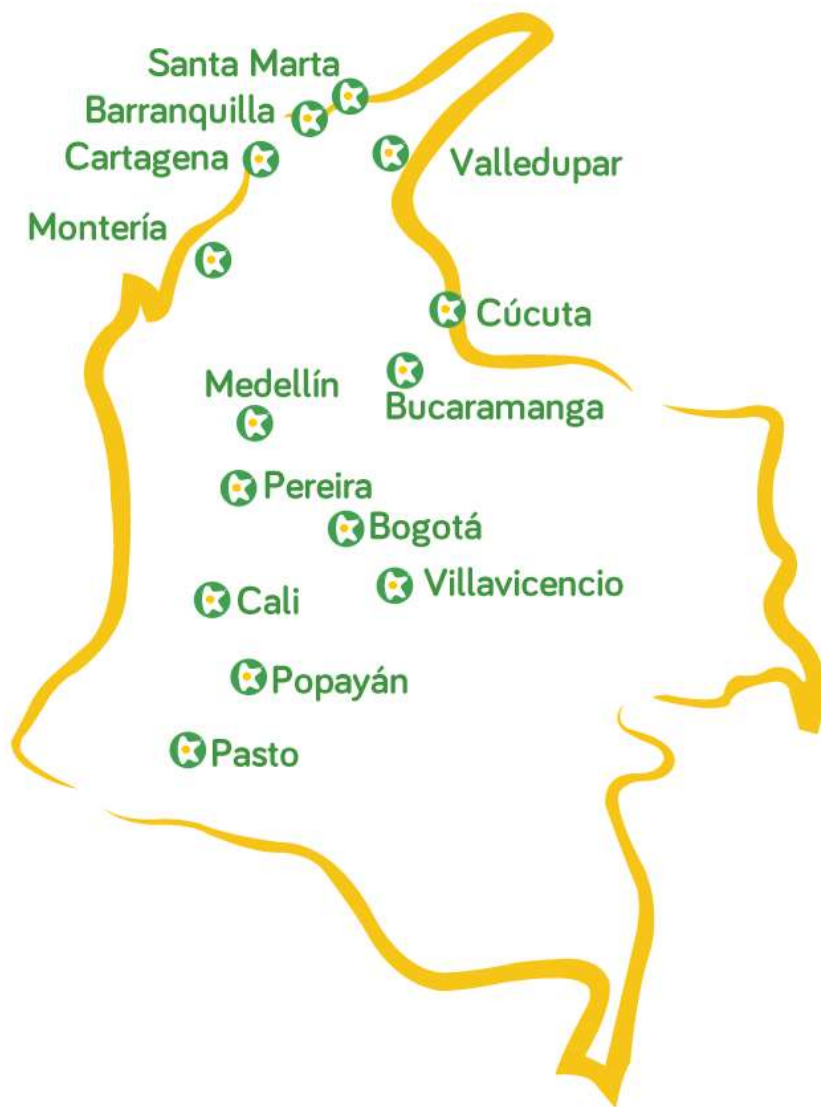 Santa Marta
Barranquilla
Cartagena
Valledupar
Montería
Cúcuta
Medellín
Bucaramanga
Pereira
Bogotá
Villavicencio
Cali
Popayán
Pasto